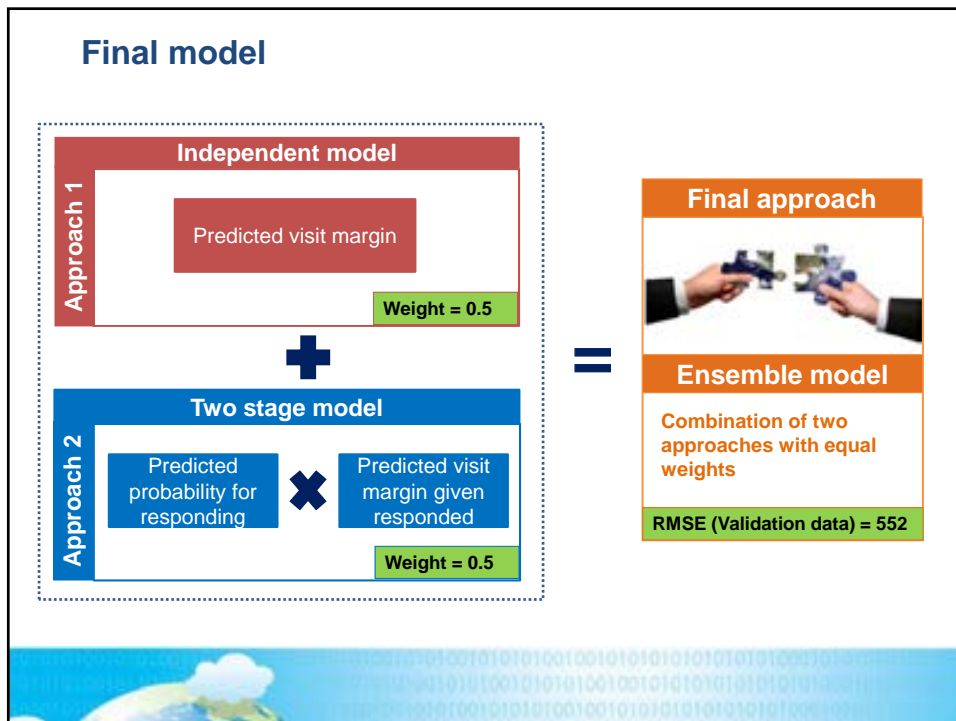 Final model
Independent model
Approach 1
Predicted visit margin
Weight = 0.5
Two stage model
Approach 2
Predicted
probability for
responding
Predicted visit
margin given
responded
Weight = 0.5
=
Final approach
Ensemble model
Combination of two
approaches with equal
weights
RMSE (Validation data) = 552